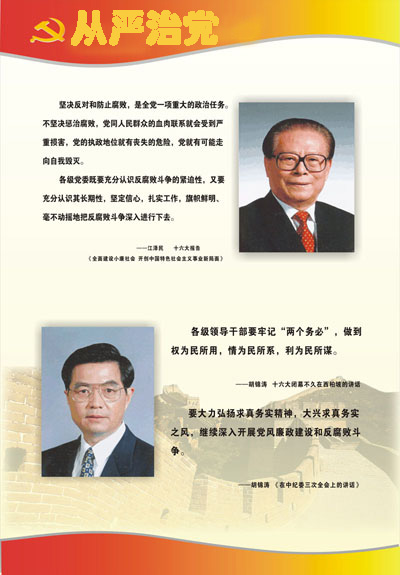 从严治党
坚决反对和防止腐败，是全党一项重大的政治任务。
不坚决惩治腐败，党同人民群众的血肉联系就会受到严
重损害，党的执政地位就有丧失的危险，党就有可能走
向自我毁灭。
各级党委既要充分认识反腐败斗争的紧迫性，又要
充分认识其长期性，坚定信心，扎实工作，旗帜鲜明、
毫不动摇地把反腐败斗争深入进行下去。
——江泽民 十六大报告
《全面建设小康社会 开创中国特色社会主义事业新局面》
各级领导干部要牢记“两个务必”，做到
权为民所用，情为民所系，利为民所谋。
——胡锦涛 十六大闭幕不久在西柏坡的讲话
要大力弘扬求真务实精神，大兴求真务实
之风，继续深入开展党风廉政建设和反腐败斗
争。
——胡锦涛 《在中纪委三次全会上的讲话》